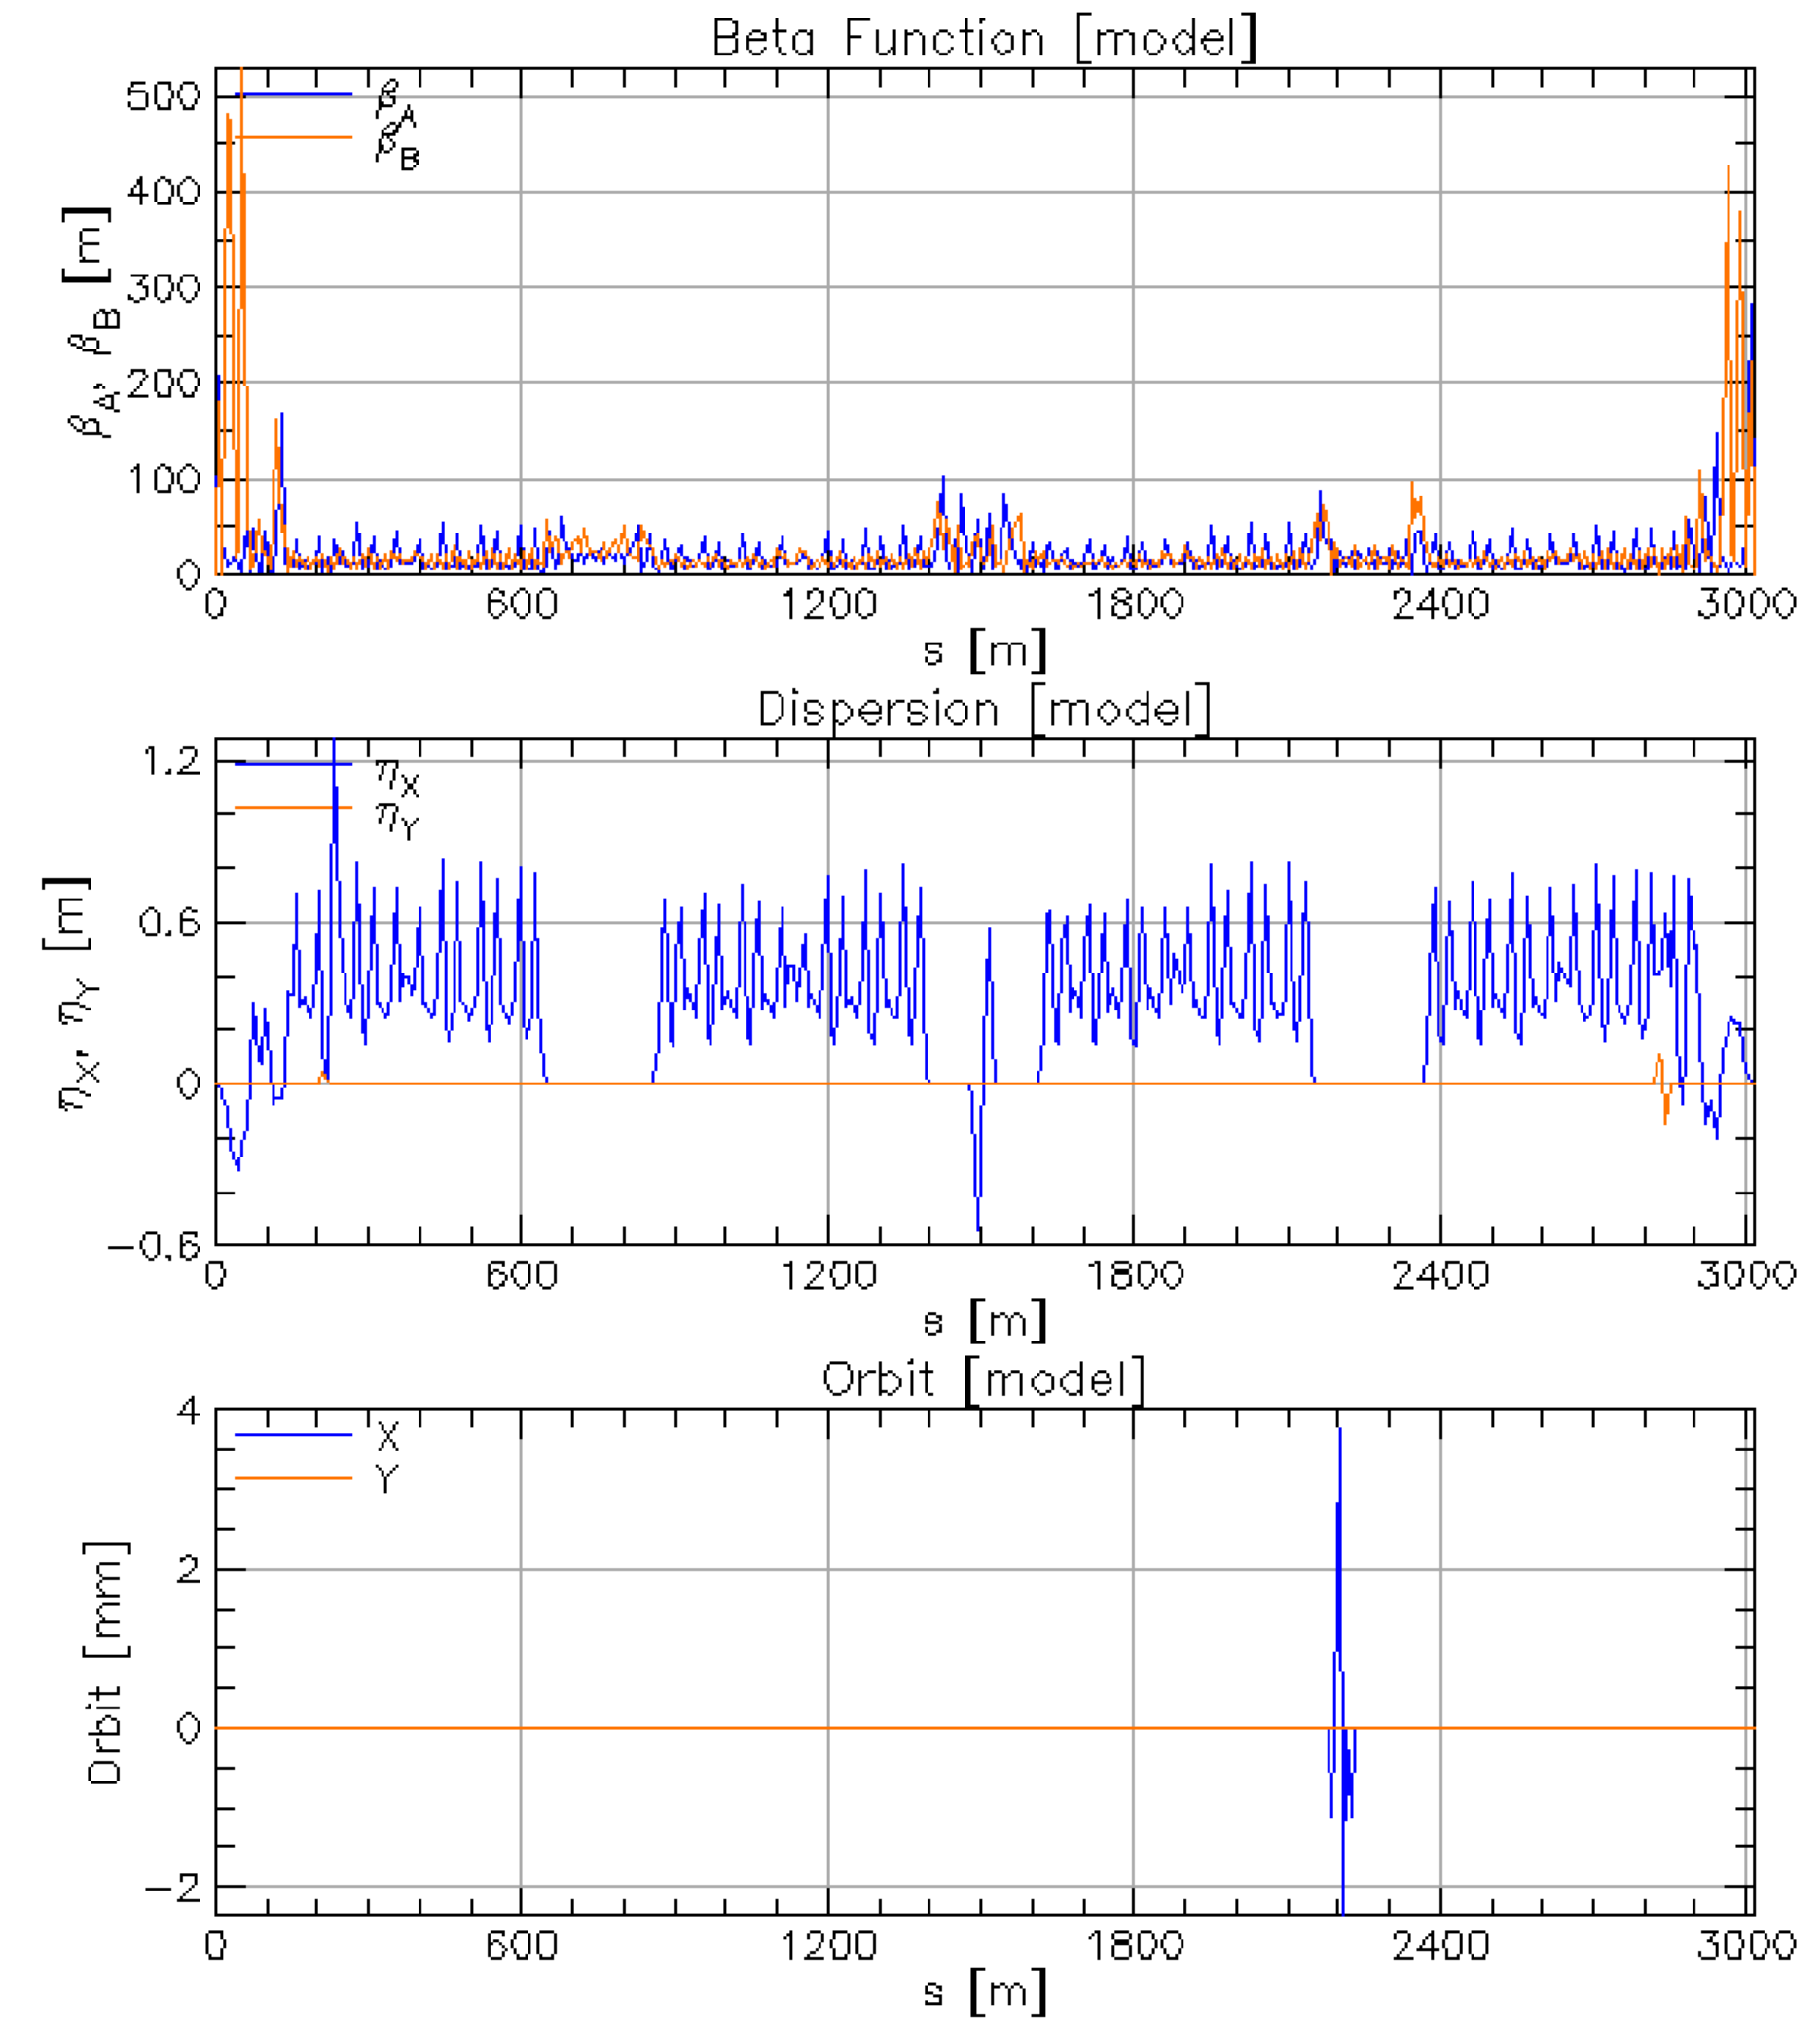 Beta Function [model]
β_A
β_B
500
400
300
200
100
0
β_A, β_B [m]
0 600 1200 1800 2400 3000
s [m]
Dispersion [model]
η_X
η_Y
1.2
0.6
0
−0.6
η_X, η_Y [m]
0 600 1200 1800 2400 3000
s [m]
Orbit [model]
X
Y
4
2
0
−2
Orbit [mm]
0 600 1200 1800 2400 3000
s [m]